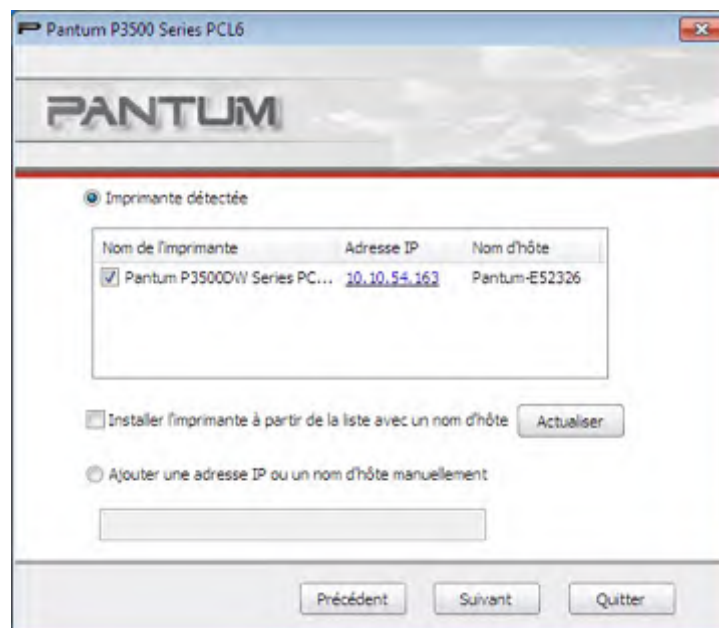 Pantum P3500 Series PCL6
PANTUM
Imprimante détectée
Nom de l'imprimante Adresse IP Nom d'hôte
Pantum P3500DW Series PC... 10.10.54.163 Pantum-E52326
Installer l'imprimante à partir de la liste avec un nom d'hôte Actualiser
Ajouter une adresse IP ou un nom d'hôte manuellement
Précédent Suivant Quitter